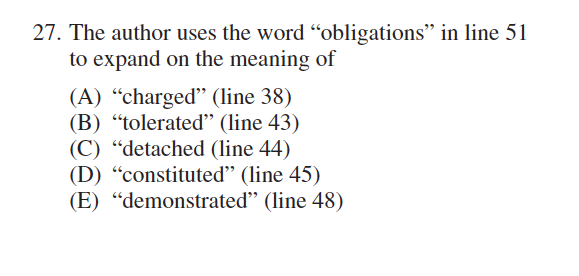 27. The author uses the word “obligations” in line 51
to expand on the meaning of
(A) “charged” (line 38)
(B) “tolerated” (line 43)
(C) “detached (line 44)
(D) “constituted” (line 45)
(E) “demonstrated” (line 48)